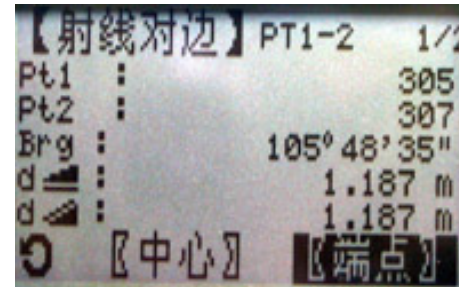 【射线对边】 PT1-2 1/2
Pt1 : 305
Pt2 : 307
Brg : 105°48'35"
d : 1.187 m
d : 1.187 m
〖中心〗 〖端点〗